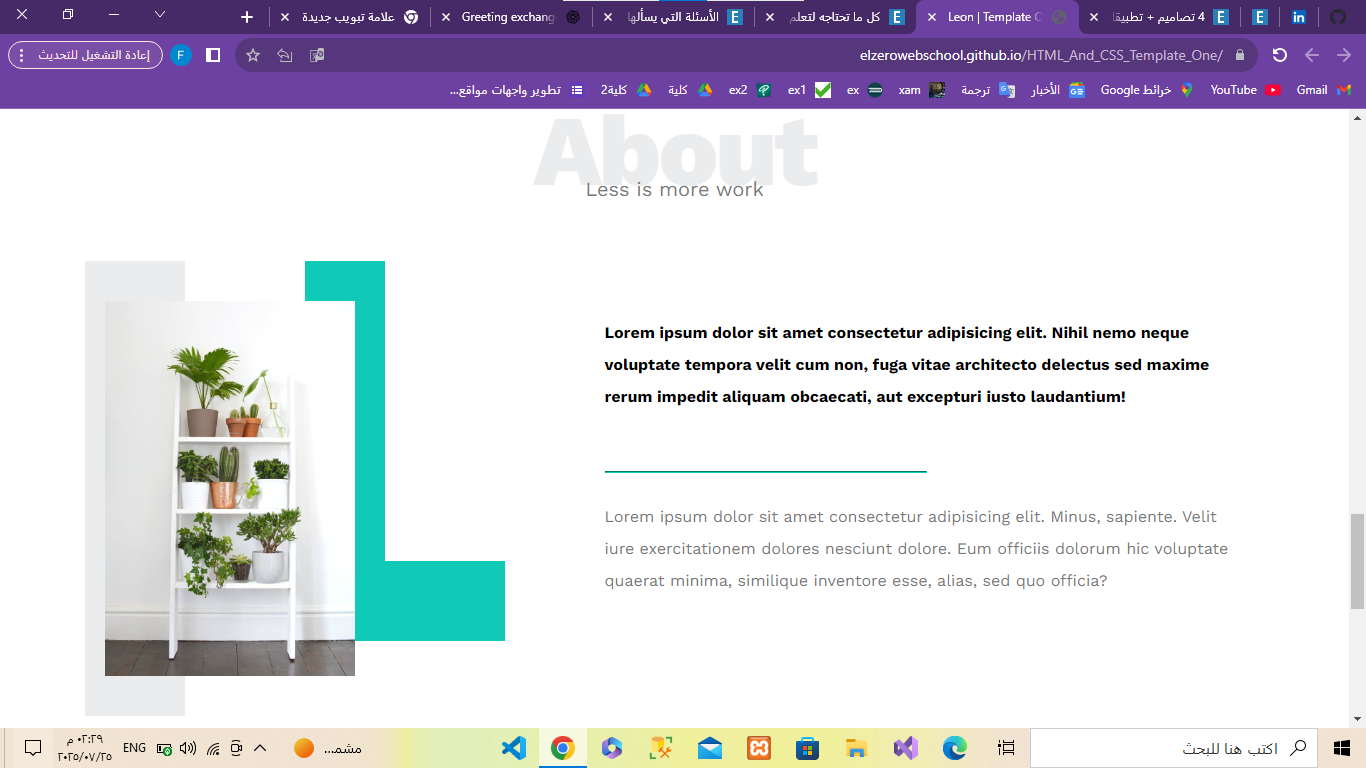 4 تصاميم + تطبيقا
Leon | Template O
كل ما تحتاجه لتعلم
الأسئلة التي يسألها
Greeting exchang
علامة تبويب جديدة
elzerowebschool.github.io/HTML_And_CSS_Template_One/
إعادة التشغيل للتحديث
F
Gmail
YouTube
خرائط Google
الأخبار
ترجمة
xam
ex
ex1
ex2
كلية
كلية2
تطوير واجهات مواقع...
About
Less is more work
Lorem ipsum dolor sit amet consectetur adipisicing elit. Nihil nemo neque
voluptate tempora velit cum non, fuga vitae architecto delectus sed maxime
rerum impedit aliquam obcaecati, aut excepturi iusto laudantium!
Lorem ipsum dolor sit amet consectetur adipisicing elit. Minus, sapiente. Velit
iure exercitationem dolores nesciunt dolore. Eum officiis dolorum hic voluptate
quaerat minima, similique inventore esse, alias, sed quo officia?
اكتب هنا للبحث
مشمـ...
ENG
٠٢:٢٩ م
٢٠٢٥/٠٧/٢٥